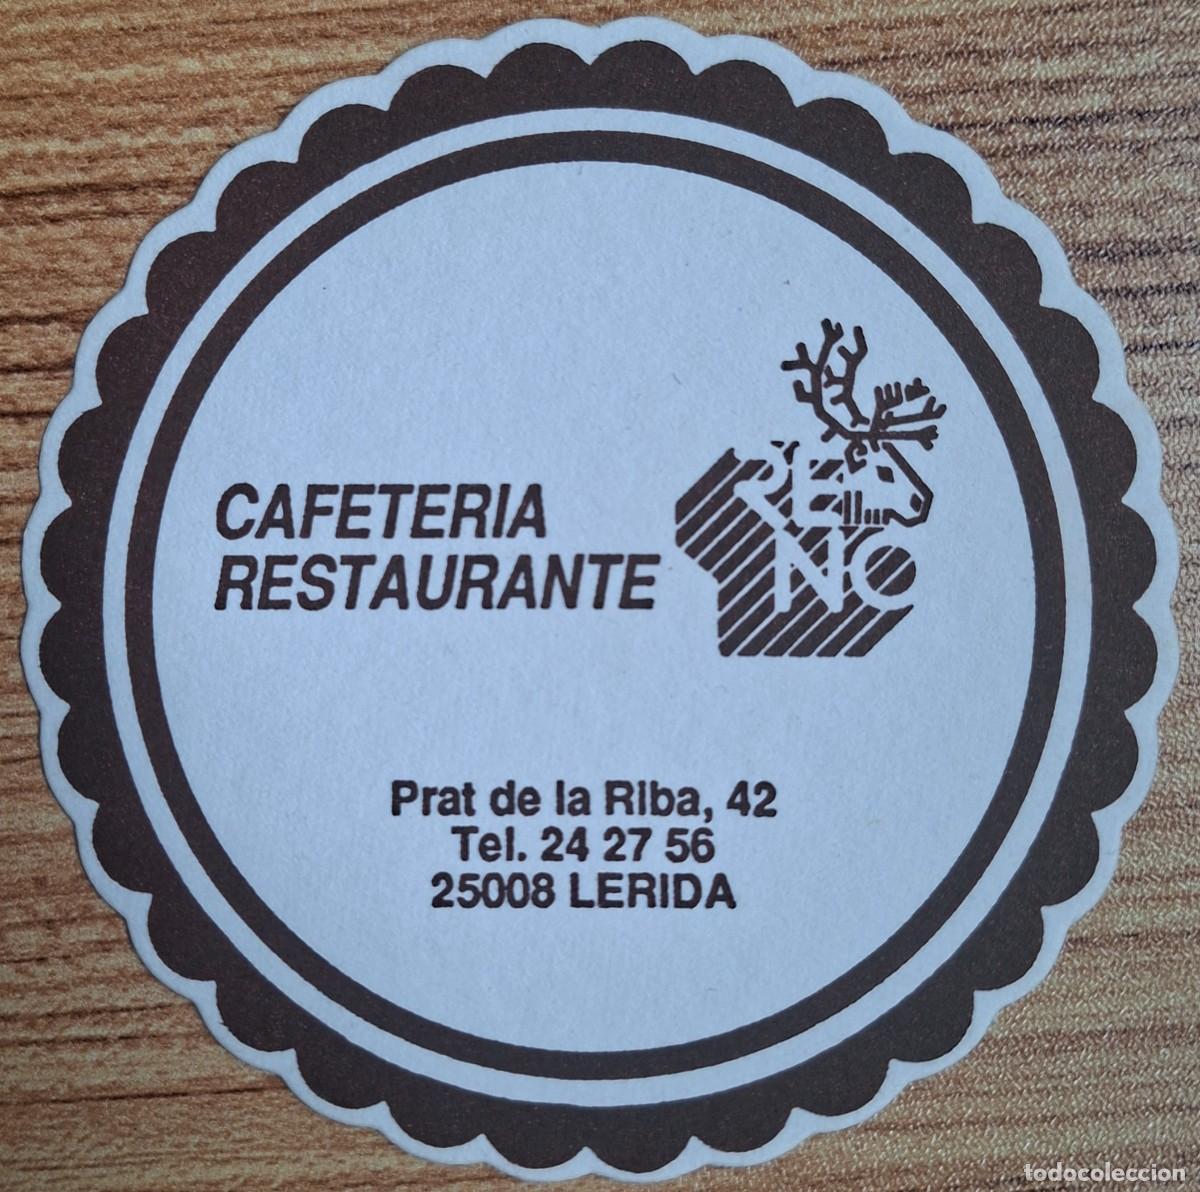 CAFETERIA
RESTAURANTE
RENO
Prat de la Riba, 42
Tel. 24 27 56
25008 LERIDA
todocoleccion